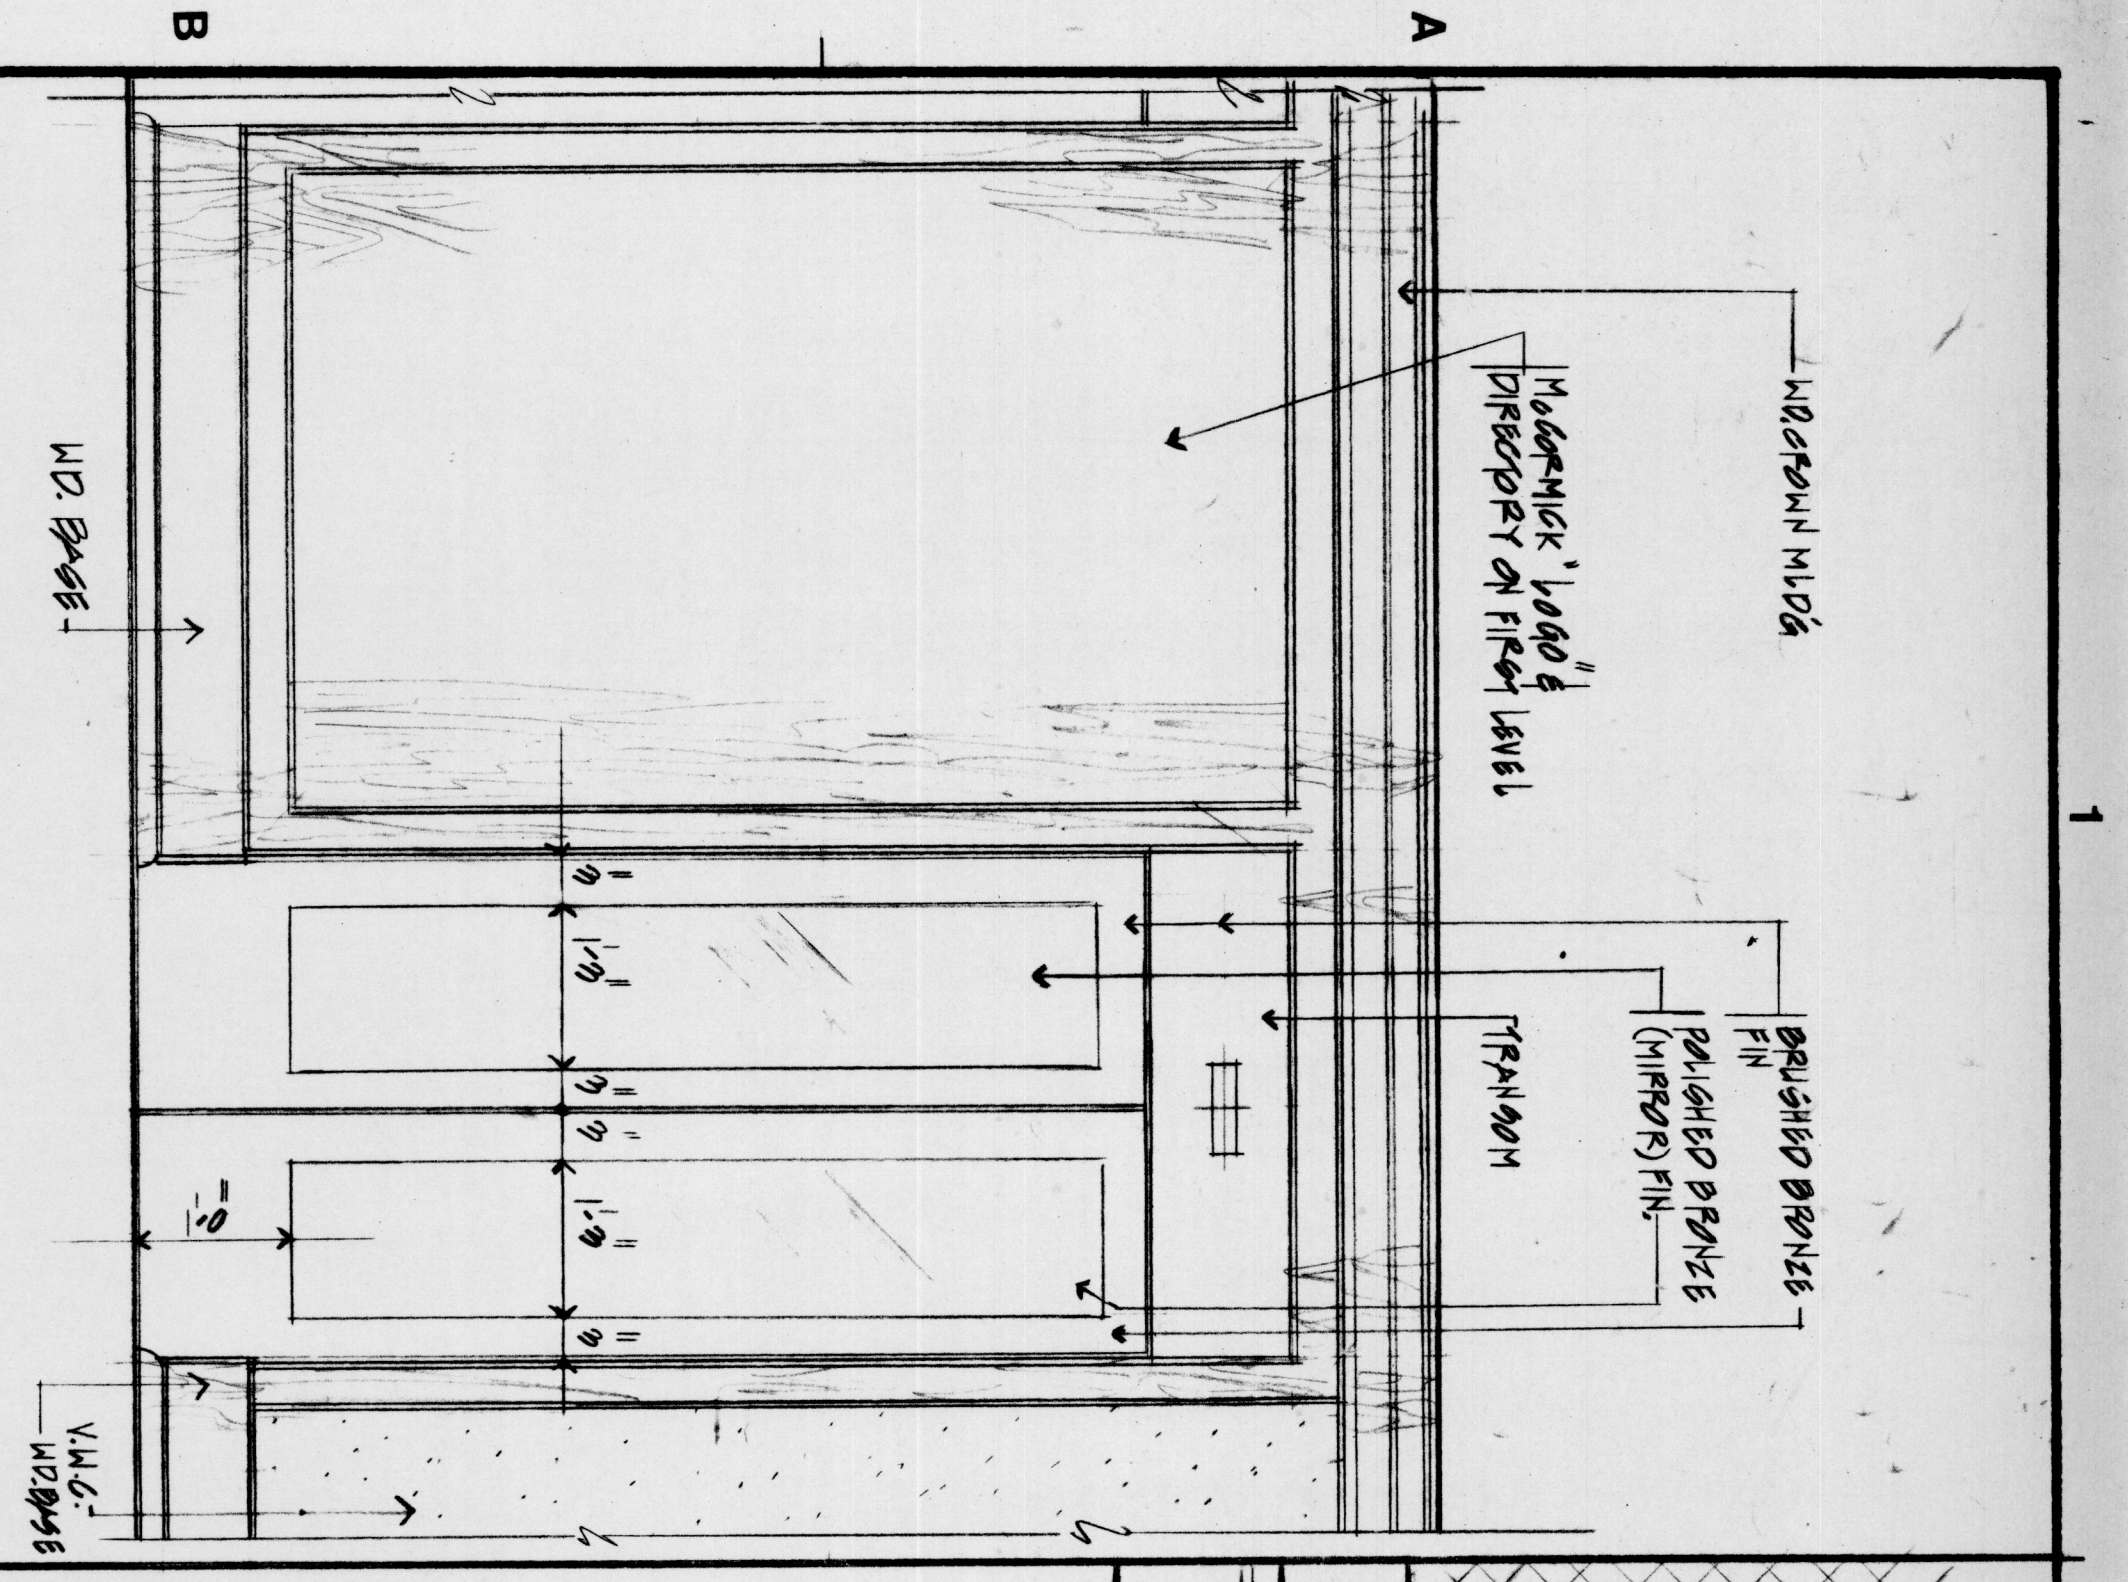 1
A
B
WD. CROWN MLD'G
McCORMICK "LOGO" &
DIRECTORY ON FIRST LEVEL
BRUSHED BRONZE
FIN
POLISHED BRONZE
(MIRROR) FIN.
TRANSOM
3" 1'-3" 3" 3" 1'-3" 3"
1'-0"
WD. BASE
V.W.C.
WD. BASE